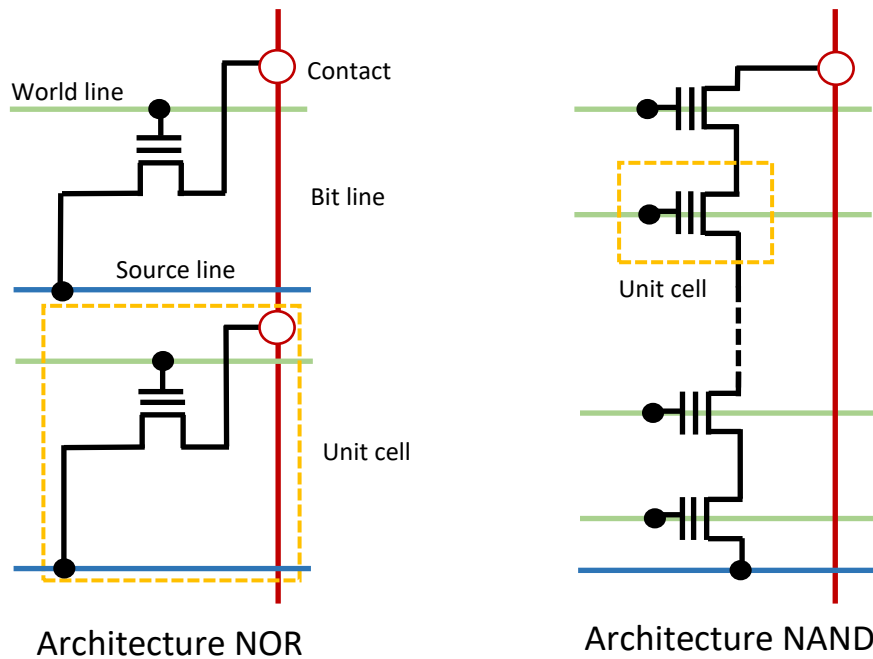 Contact
World line
Bit line
Source line
Unit cell
Architecture NOR
Unit cell
Architecture NAND